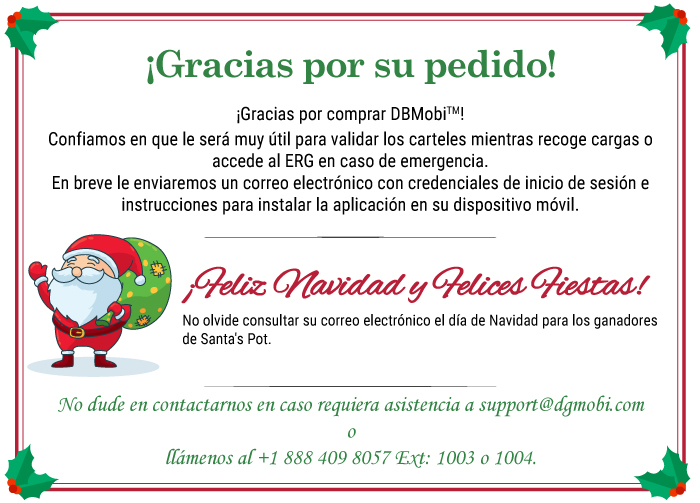 ¡Gracias por su pedido!
¡Gracias por comprar DBMobi™!
Confiamos en que le será muy útil para validar los carteles mientras recoge cargas o
accede al ERG en caso de emergencia.
En breve le enviaremos un correo electrónico con credenciales de inicio de sesión e
instrucciones para instalar la aplicación en su dispositivo móvil.
¡Feliz Navidad y Felices Fiestas!
No olvide consultar su correo electrónico el día de Navidad para los ganadores
de Santa's Pot.
No dude en contactarnos en caso requiera asistencia a support@dgmobi.com
o
llámenos al +1 888 409 8057 Ext: 1003 o 1004.